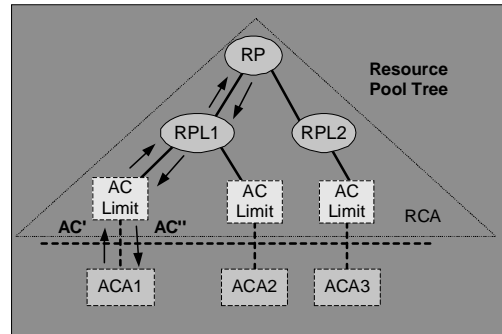 RP
Resource
Pool Tree
RPL1
RPL2
AC
Limit
AC
Limit
AC
Limit
RCA
AC'
AC"
ACA1
ACA2
ACA3